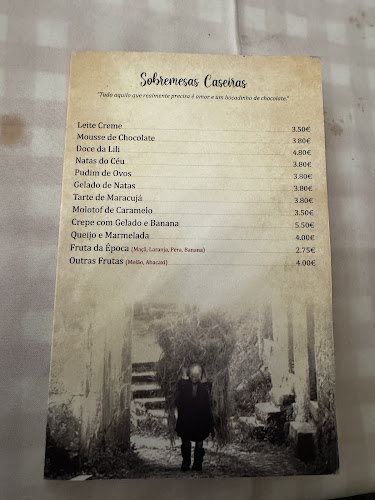 Sobremesas Caseiras
"Tudo aquilo que realmente precisa é amor e um bocadinho de chocolate."
Leite Creme 3.50€
Mousse de Chocolate 3.80€
Doce da Lili 4.80€
Natas do Céu 3.80€
Pudim de Ovos 3.80€
Gelado de Natas 3.80€
Tarte de Maracujá 3.80€
Molotof de Caramelo 3.50€
Crepe com Gelado e Banana 5.50€
Queijo e Marmelada 4.00€
Fruta da Época (Maçã, Laranja, Pera, Banana) 2.75€
Outras Frutas (Melão, Abacaxi) 4.00€